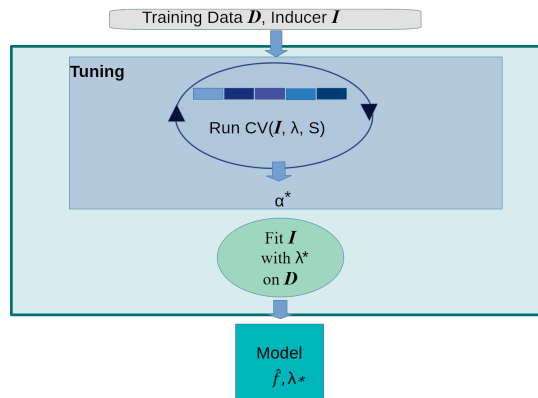 Training Data D, Inducer I
Tuning
Run CV(I, λ, S)
α*
Fit I
with λ*
on D
Model
f̂,λ*